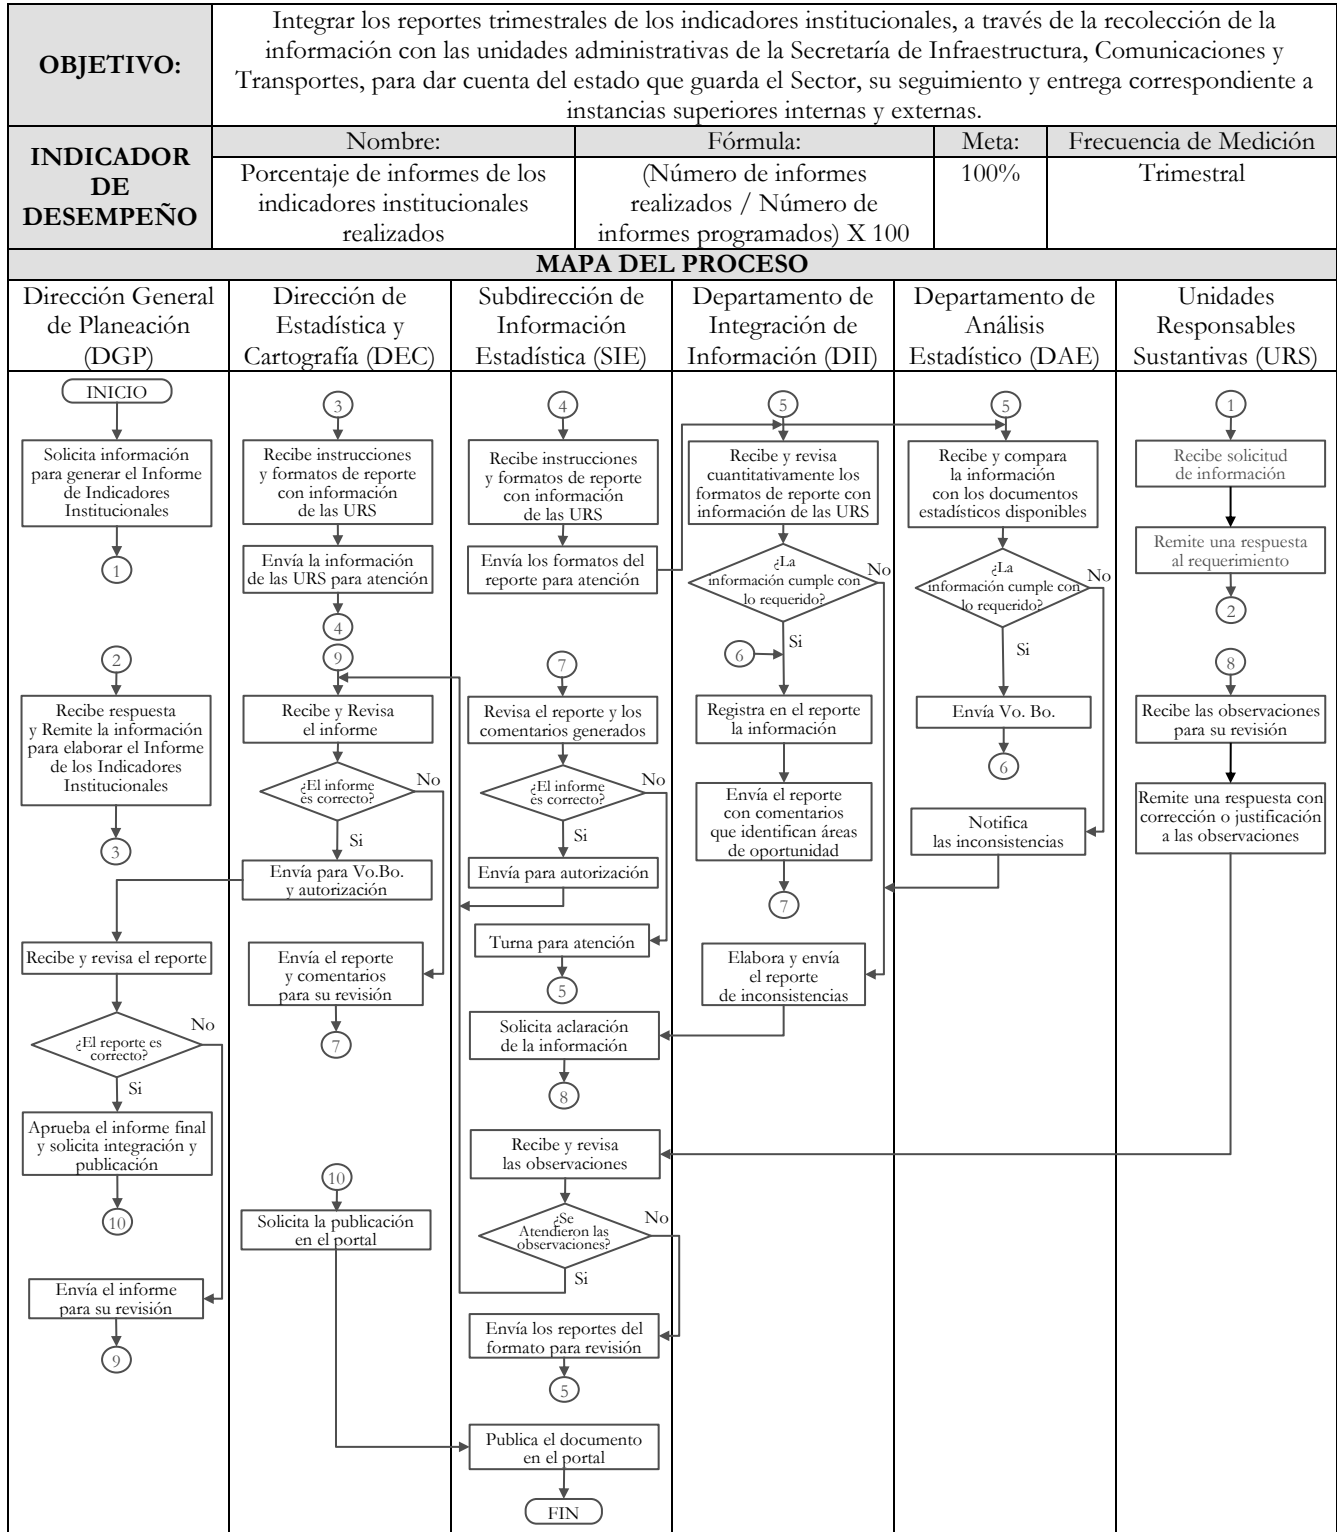 OBJETIVO:
Integrar los reportes trimestrales de los indicadores institucionales, a través de la recolección de la
información con las unidades administrativas de la Secretaría de Infraestructura, Comunicaciones y
Transportes, para dar cuenta del estado que guarda el Sector, su seguimiento y entrega correspondiente a
instancias superiores internas y externas.
INDICADOR
DE
DESEMPEÑO
Nombre:
Porcentaje de informes de los
indicadores institucionales
realizados
Fórmula:
(Número de informes
realizados / Número de
informes programados) X 100
Meta:
100%
Frecuencia de Medición
Trimestral
MAPA DEL PROCESO
Dirección General
de Planeación
(DGP)
INICIO
Solicita información
para generar el Informe
de Indicadores
Institucionales
1
2
Recibe respuesta
y Remite la información
para elaborar el Informe
de los Indicadores
Institucionales
3
Recibe y revisa el reporte
¿El reporte es
correcto?
No
Si
Aprueba el informe final
y solicita integración y
publicación
10
Envía el informe
para su revisión
9
Dirección de
Estadística y
Cartografía (DEC)
3
Recibe instrucciones
y formatos de reporte
con información
de las URS
Envía la información
de las URS para atención
4
9
Recibe y Revisa
el informe
¿El informe
es correcto?
No
Si
Envía para Vo.Bo.
y autorización
Envía el reporte
y comentarios
para su revisión
7
10
Solicita la publicación
en el portal
Subdirección de
Información
Estadística (SIE)
4
Recibe instrucciones
y formatos de reporte
con información
de las URS
Envía los formatos del
reporte para atención
7
Revisa el reporte y los
comentarios generados
¿El informe
es correcto?
No
Si
Envía para autorización
Turna para atención
5
Solicita aclaración
de la información
8
Recibe y revisa
las observaciones
¿Se
Atendieron las
observaciones?
No
Si
Envía los reportes del
formato para revisión
5
Publica el documento
en el portal
FIN
Departamento de
Integración de
Información (DII)
5
Recibe y revisa
cuantitativamente los
formatos de reporte con
información de las URS
¿La
información cumple con
lo requerido?
No
Si
6
Registra en el reporte
la información
Envía el reporte
con comentarios
que identifican áreas
de oportunidad
7
Elabora y envía
el reporte
de inconsistencias
Departamento de
Análisis
Estadístico (DAE)
5
Recibe y compara
la información
con los documentos
estadísticos disponibles
¿La
información cumple con
lo requerido?
No
Si
Envía Vo. Bo.
6
Notifica
las inconsistencias
Unidades
Responsables
Sustantivas (URS)
1
Recibe solicitud
de información
Remite una respuesta
al requerimiento
2
8
Recibe las observaciones
para su revisión
Remite una respuesta con
corrección o justificación
a las observaciones